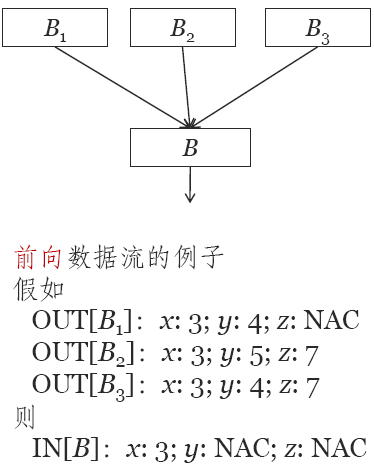 B₁ B₂ B₃
B
前向数据流的例子
假如
OUT[B₁]: x: 3; y: 4; z: NAC
OUT[B₂]: x: 3; y: 5; z: 7
OUT[B₃]: x: 3; y: 4; z: 7
则
IN[B]: x: 3; y: NAC; z: NAC